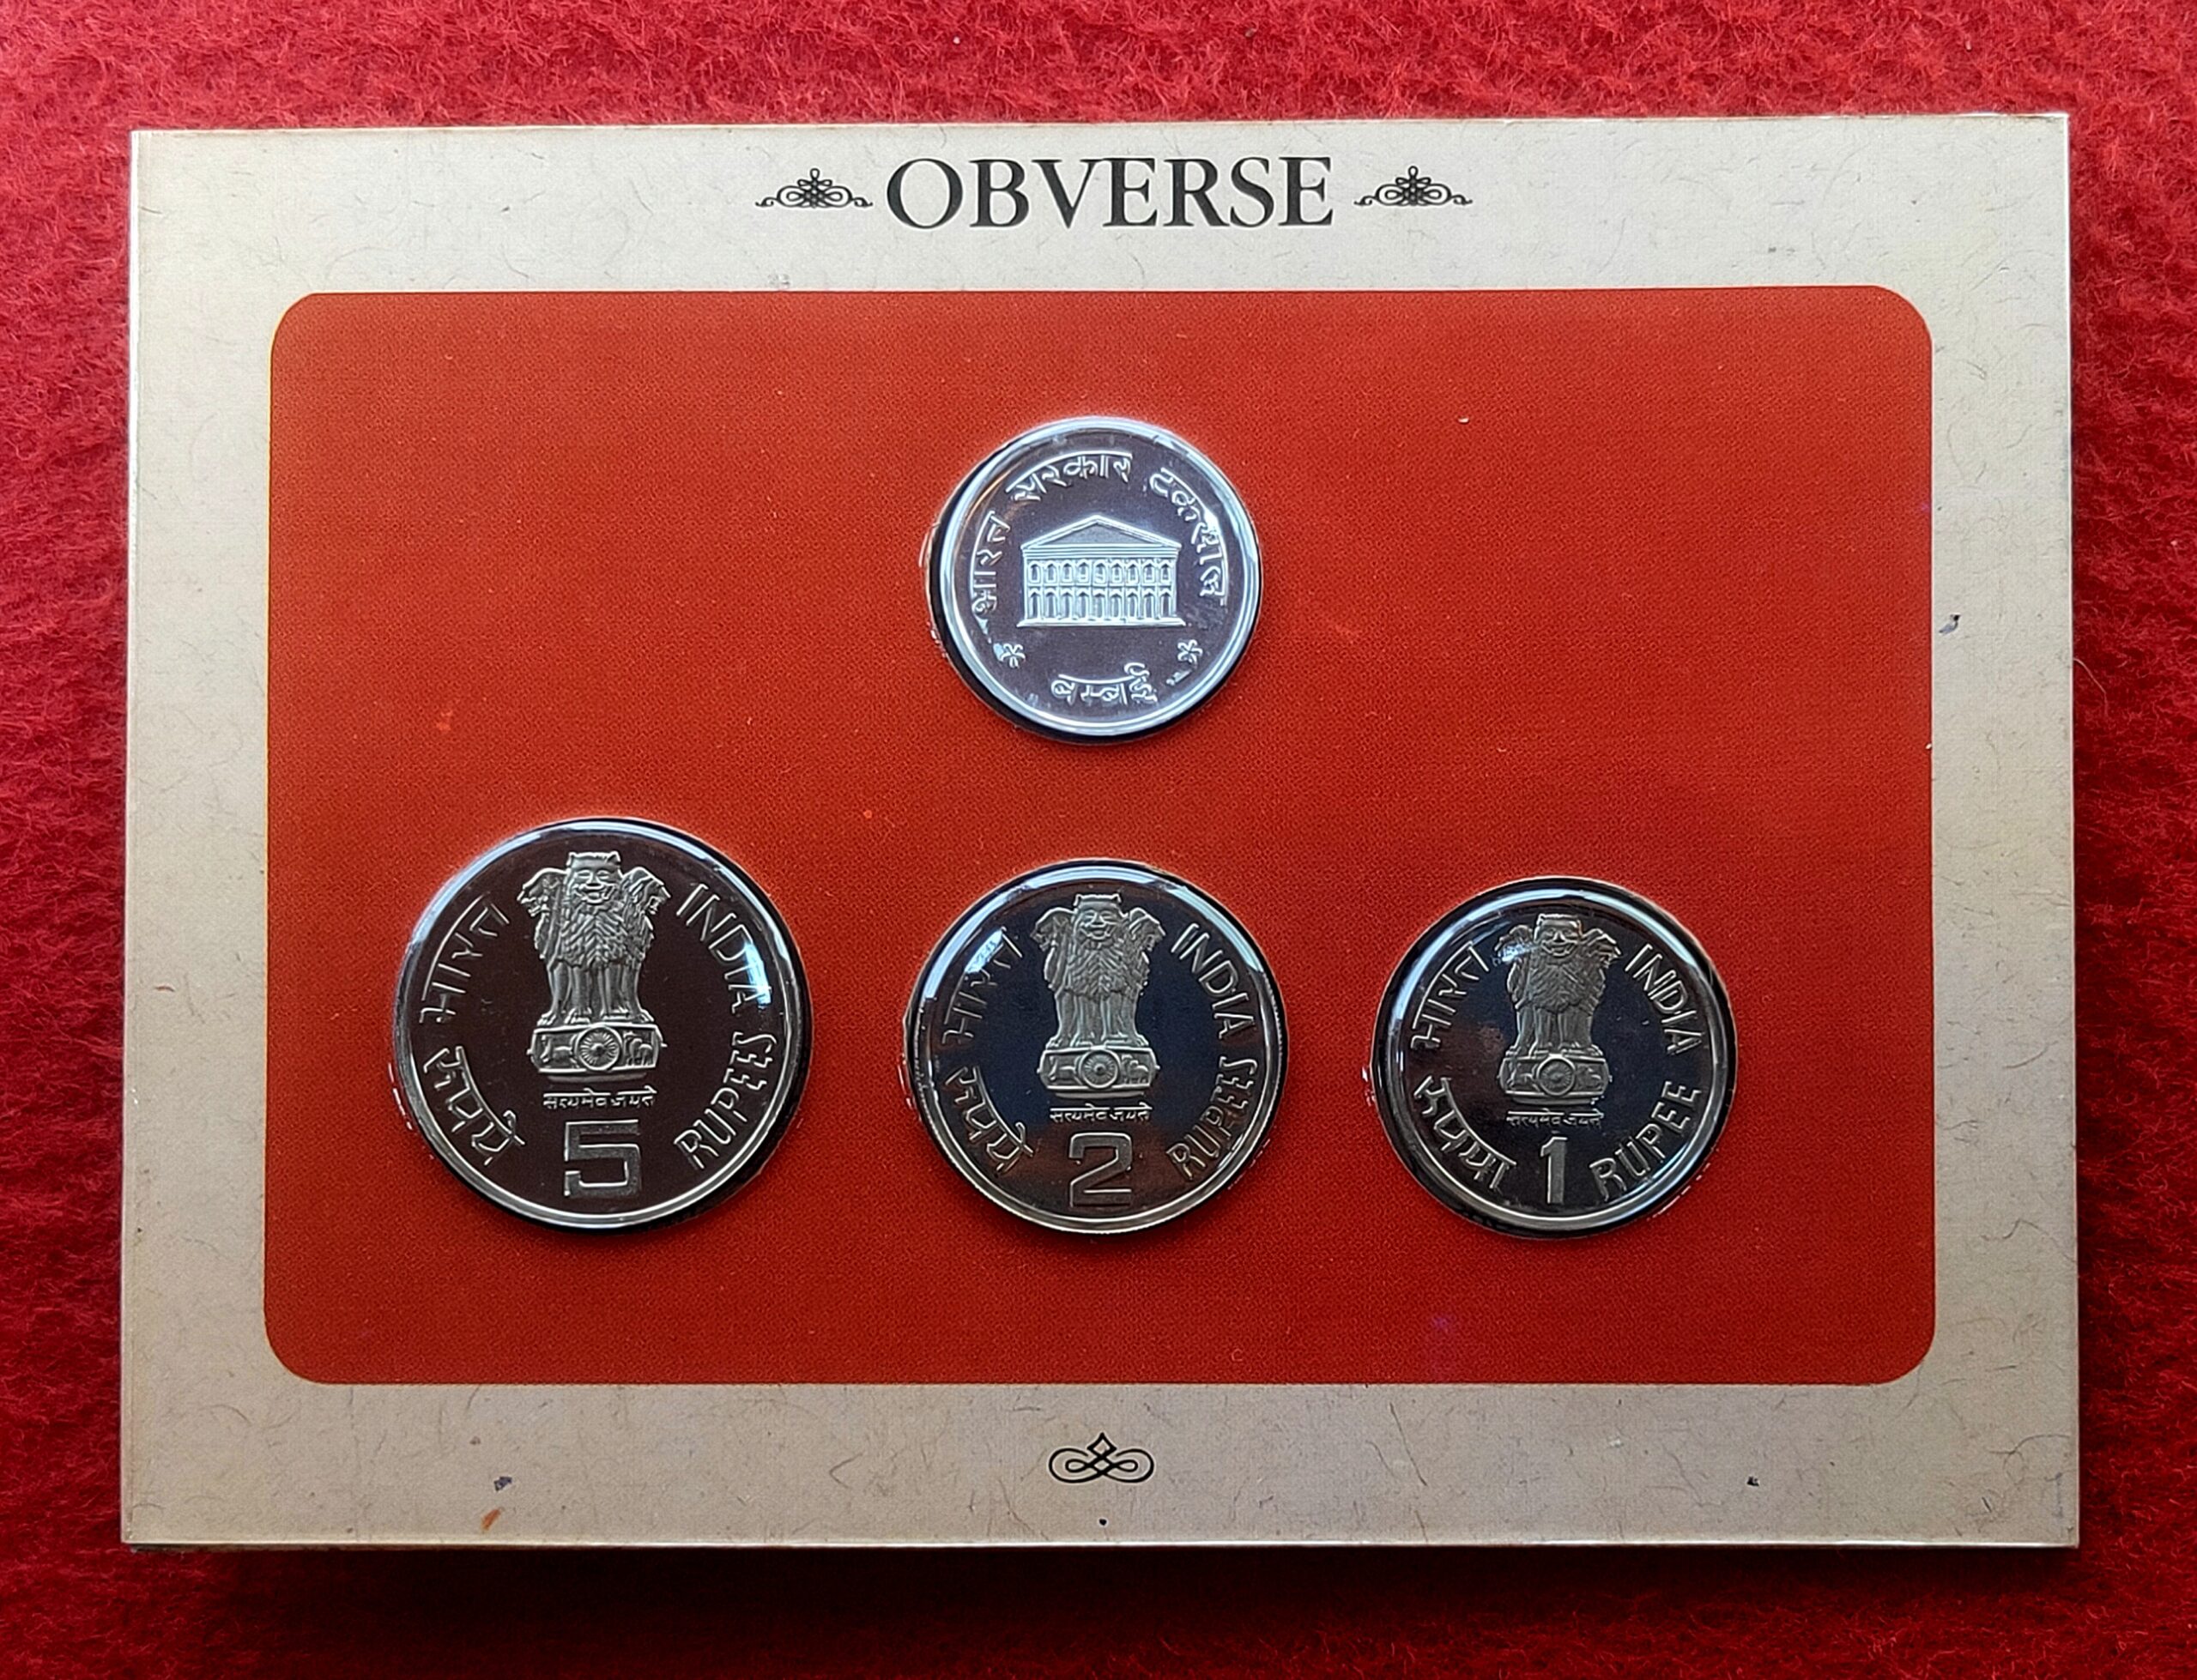 OBVERSE
भारत सरकार टकसाल
बम्बई
भारत INDIA
रूपये RUPEES
सत्यमेव जयते
5
भारत INDIA
रूपये RUPEES
सत्यमेव जयते
2
भारत INDIA
रूपया RUPEE
सत्यमेव जयते
1